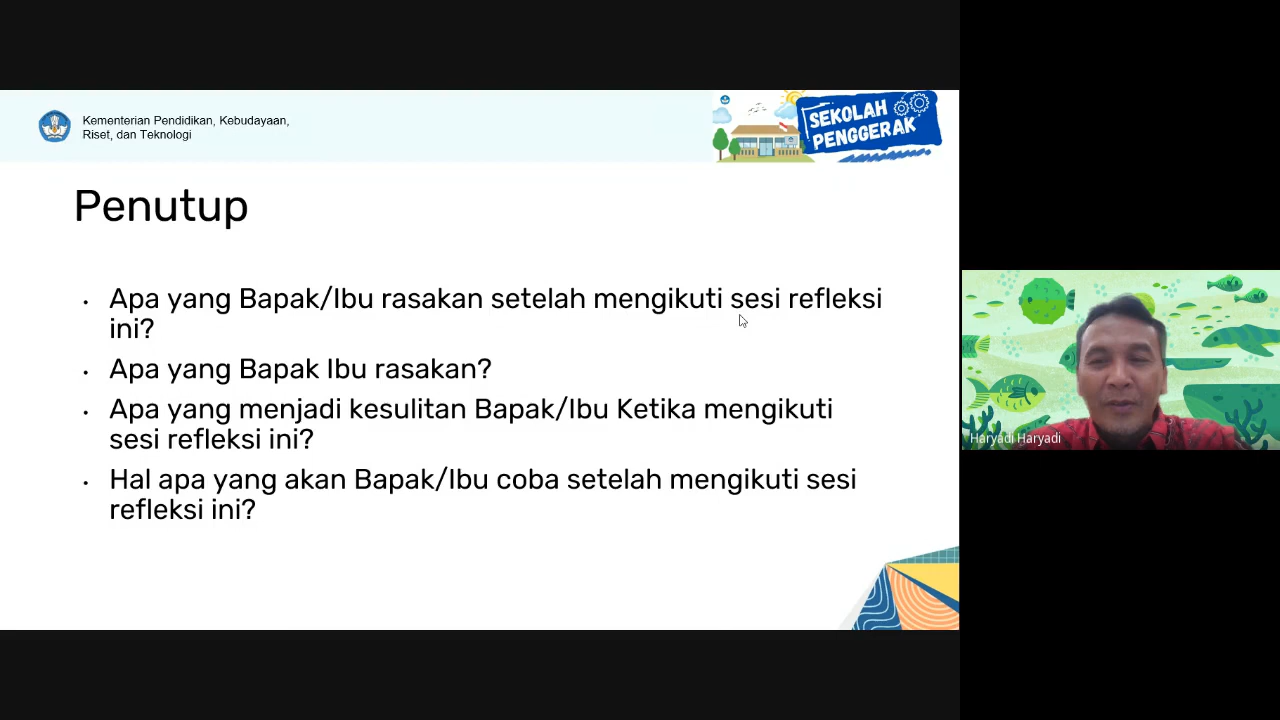 Kementerian Pendidikan, Kebudayaan,
Riset, dan Teknologi
SEKOLAH
PENGGERAK
Penutup
• Apa yang Bapak/Ibu rasakan setelah mengikuti sesi refleksi
ini?
• Apa yang Bapak Ibu rasakan?
• Apa yang menjadi kesulitan Bapak/Ibu Ketika mengikuti
sesi refleksi ini?
• Hal apa yang akan Bapak/Ibu coba setelah mengikuti sesi
refleksi ini?
Haryadi Haryadi